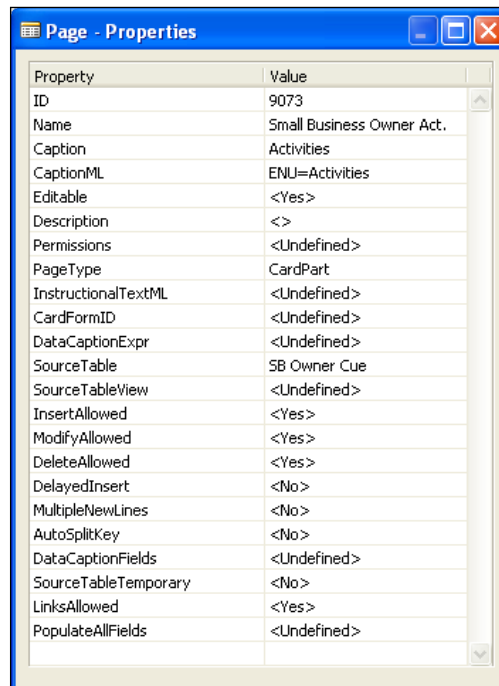 Page - Properties
Property Value
ID 9073
Name Small Business Owner Act.
Caption Activities
CaptionML ENU=Activities
Editable <Yes>
Description <>
Permissions <Undefined>
PageType CardPart
InstructionalTextML <Undefined>
CardFormID <Undefined>
DataCaptionExpr <Undefined>
SourceTable SB Owner Cue
SourceTableView <Undefined>
InsertAllowed <Yes>
ModifyAllowed <Yes>
DeleteAllowed <Yes>
DelayedInsert <No>
MultipleNewLines <No>
AutoSplitKey <No>
DataCaptionFields <Undefined>
SourceTableTemporary <No>
LinksAllowed <Yes>
PopulateAllFields <Undefined>